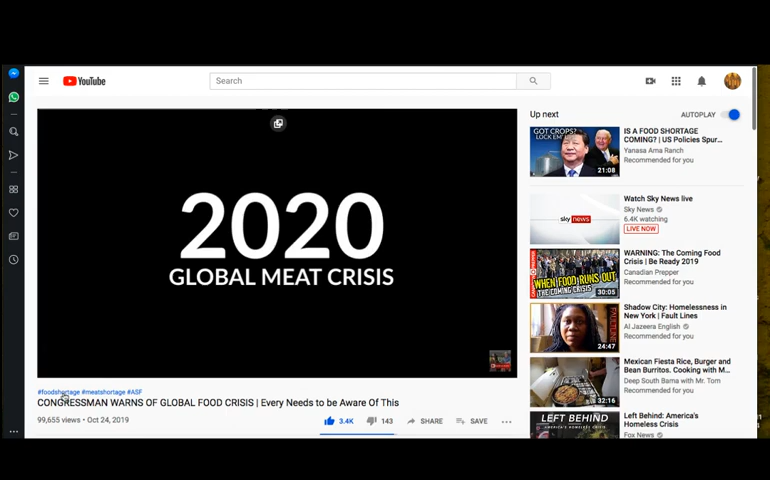 YouTube
Search
2020
GLOBAL MEAT CRISIS
#foodshortage #meatshortage #ASF
CONGRESSMAN WARNS OF GLOBAL FOOD CRISIS | Every Needs to be Aware Of This
99,655 views • Oct 24, 2019
3.4K
143
SHARE
SAVE
Up next
AUTOPLAY
GOT CROPS?
21:08
IS A FOOD SHORTAGE
COMING? | US Policies Spur...
Yanasa Ama Ranch
Recommended for you
sky news
Watch Sky News live
Sky News
6.4K watching
LIVE NOW
WHEN FOOD RUNS OUT
THE COMING CRISIS
30:05
WARNING: The Coming Food
Crisis | Be Ready 2019
Canadian Prepper
Recommended for you
FAULTLINES
24:47
Shadow City: Homelessness in
New York | Fault Lines
Al Jazeera English
Recommended for you
32:16
Mexican Fiesta Rice, Burger and
Bean Burritos. Cooking with M...
Deep South Bama with Mr. Tom
Recommended for you
LEFT BEHIND
AMERICA'S HOMELESS CRISIS
Left Behind: America's
Homeless Crisis
Fox News